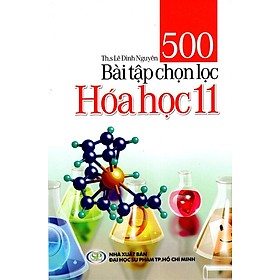 500
Th.s Lê Đình Nguyên
Bài tập chọn lọc
Hóa học 11
NHÀ XUẤT BẢN
ĐẠI HỌC SƯ PHẠM TP.HỒ CHÍ MINH